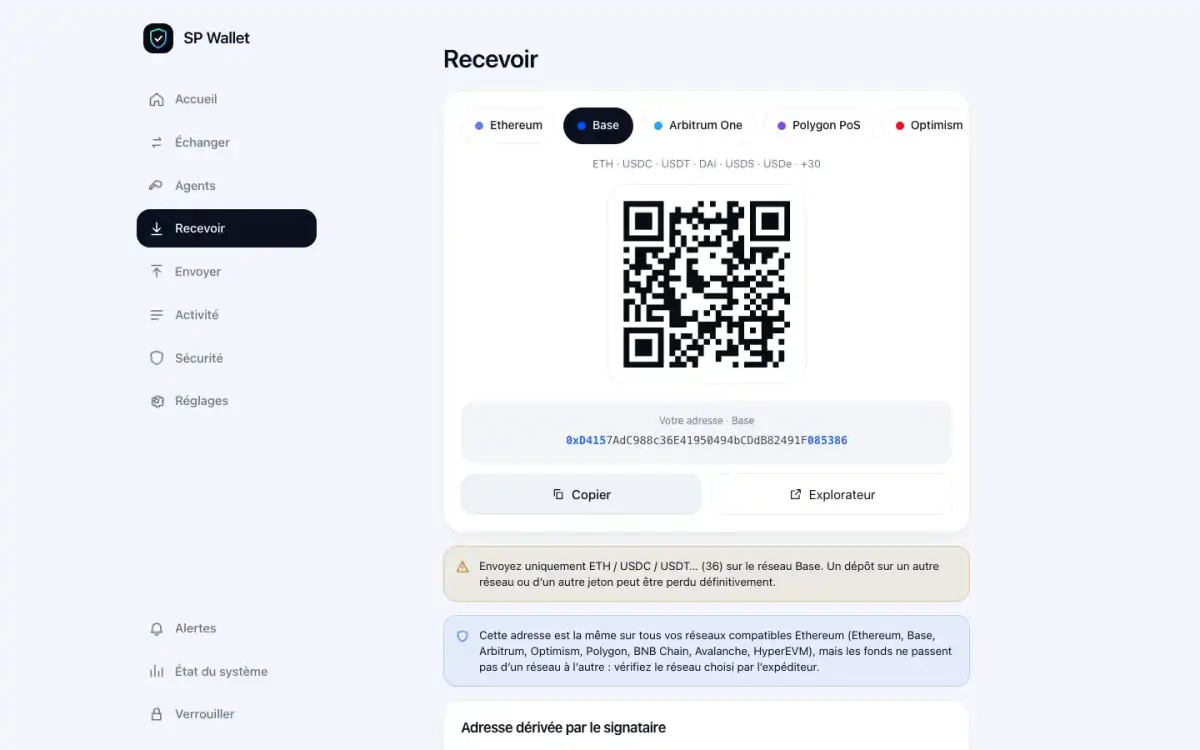 SP Wallet
Accueil
Échanger
Agents
Recevoir
Envoyer
Activité
Sécurité
Réglages
Alertes
État du système
Verrouiller
Recevoir
Ethereum
Base
Arbitrum One
Polygon PoS
Optimism
ETH · USDC · USDT · DAI · USDS · USDe · +30
Votre adresse · Base
0xD4157AdC988c36E41950494bCDdB82491F085386
Copier
Explorateur
Envoyez uniquement ETH / USDC / USDT… (36) sur le réseau Base. Un dépôt sur un autre
réseau ou d’un autre jeton peut être perdu définitivement.
Cette adresse est la même sur tous vos réseaux compatibles Ethereum (Ethereum, Base,
Arbitrum, Optimism, Polygon, BNB Chain, Avalanche, HyperEVM), mais les fonds ne passent
pas d’un réseau à l’autre : vérifiez le réseau choisi par l’expéditeur.
Adresse dérivée par le signataire